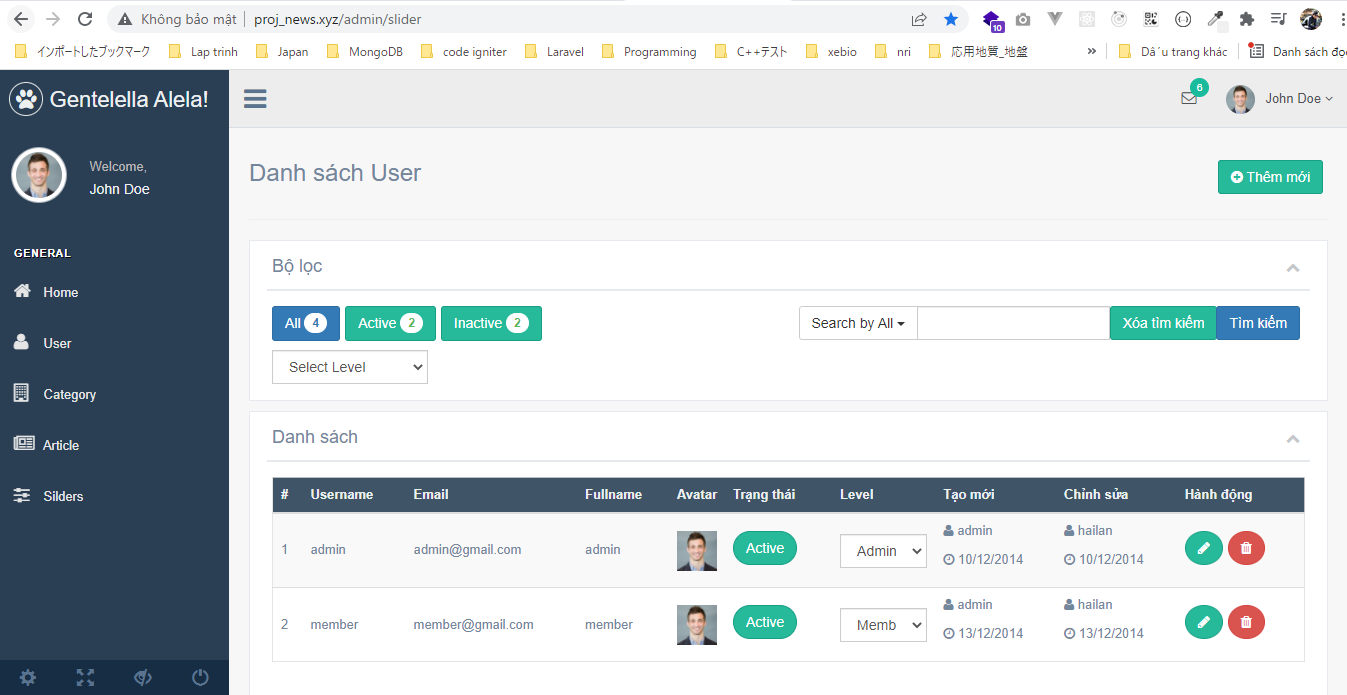 Không bảo mật | proj_news.xyz/admin/slider
10
インポートしたブックマーク Lap trinh Japan MongoDB code igniter Laravel Programming C++テスト xebio nri 応用地質_地盤 » Dấu trang khác Danh sách đọc
Gentelella Alela!
6
John Doe
Welcome,
John Doe
Danh sách User
Thêm mới
GENERAL
Home
User
Category
Article
Silders
Bộ lọc
All 4 Active 2 Inactive 2 Search by All Xóa tìm kiếm Tìm kiếm
Select Level
Danh sách
# Username Email Fullname Avatar Trạng thái Level Tạo mới Chỉnh sửa Hành động
1 admin admin@gmail.com admin Active Admin admin hailan
10/12/2014 10/12/2014
2 member member@gmail.com member Active Memb admin hailan
13/12/2014 13/12/2014